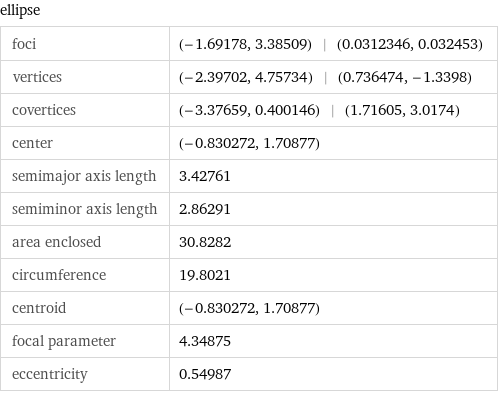 ellipse
foci (−1.69178, 3.38509) | (0.0312346, 0.032453)
vertices (−2.39702, 4.75734) | (0.736474, −1.3398)
covertices (−3.37659, 0.400146) | (1.71605, 3.0174)
center (−0.830272, 1.70877)
semimajor axis length 3.42761
semiminor axis length 2.86291
area enclosed 30.8282
circumference 19.8021
centroid (−0.830272, 1.70877)
focal parameter 4.34875
eccentricity 0.54987